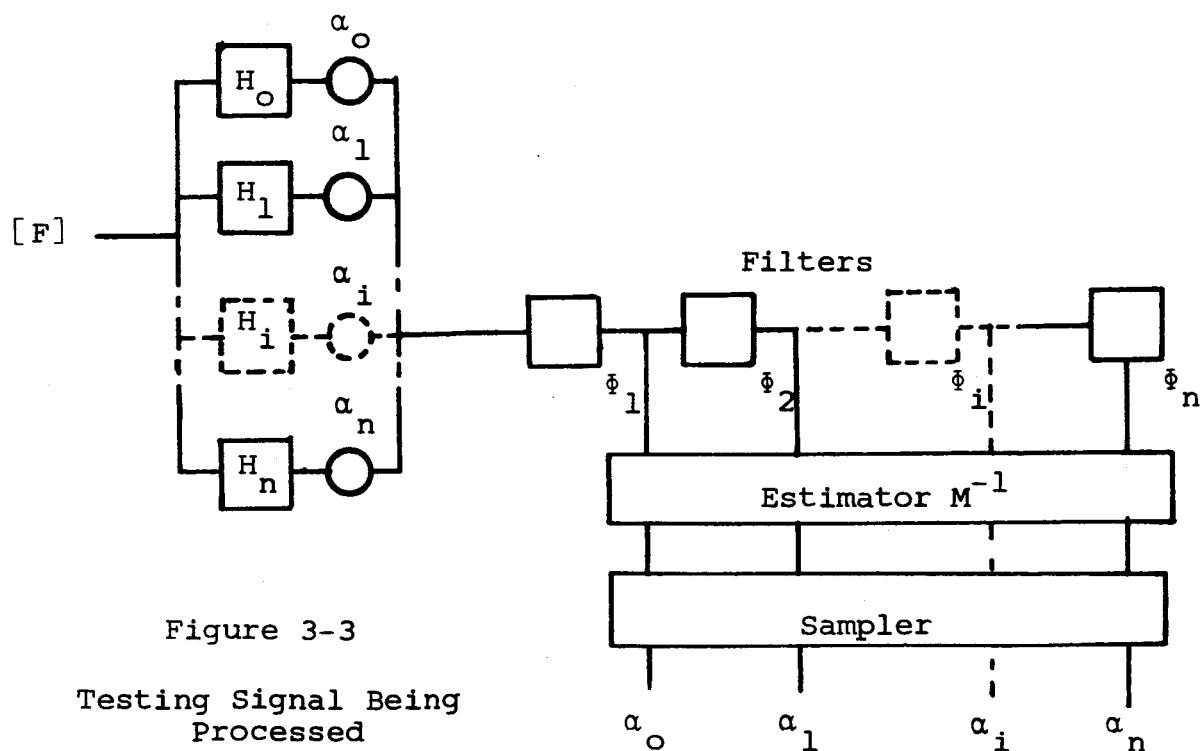 α_o
H_o
α_1
H_1
[F]
α_i
H_i
α_n
H_n
Filters
Φ_1 Φ_2 Φ_i Φ_n
Estimator M^-1
Sampler
α_o α_1 α_i α_n
Figure 3-3
Testing Signal Being
Processed